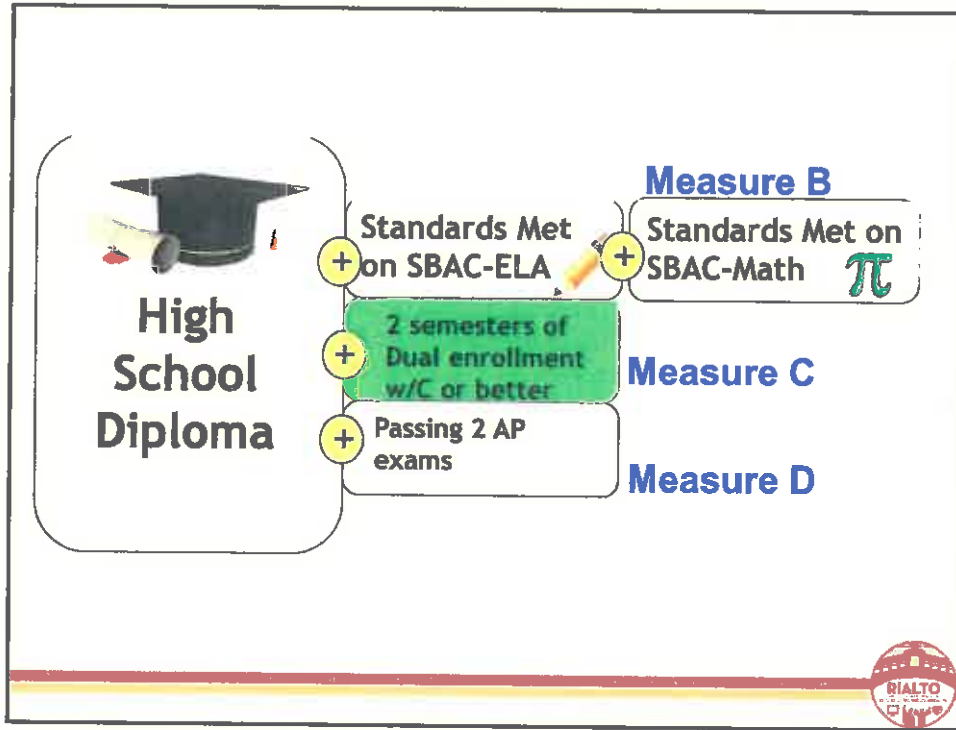 High
School
Diploma
+
Standards Met
on SBAC-ELA
+
Measure B
Standards Met on
SBAC-Math
π
+
2 semesters of
Dual enrollment
w/C or better
Measure C
+
Passing 2 AP
exams
Measure D
RIALTO